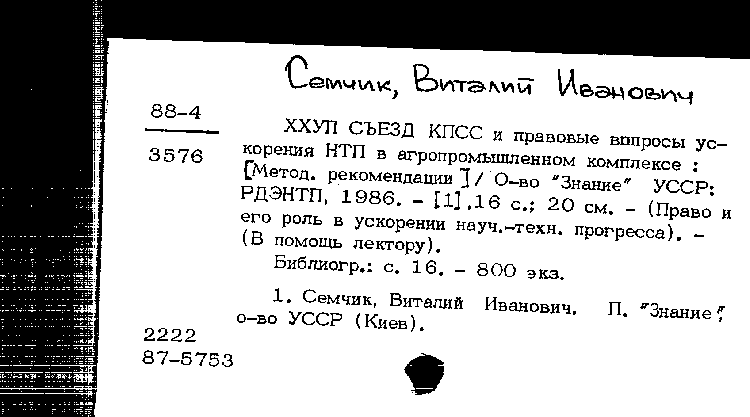 Семчик, Виталий Иванович
88-4
3576
ХХУП СЪЕЗД КПСС и правовые вопросы ус-
корения НТП в агропромышленном комплексе :
[Метод. рекомендации]/ О-во "Знание" УССР:
РДЭНТП, 1986. - [1],16 с.; 20 см. - (Право и
его роль в ускорении науч.-техн. прогресса). -
(В помощь лектору).
Библиогр.: с. 16. - 800 экз.
1. Семчик, Виталий Иванович. П. "Знание",
о-во УССР (Киев).
2222
87-5753